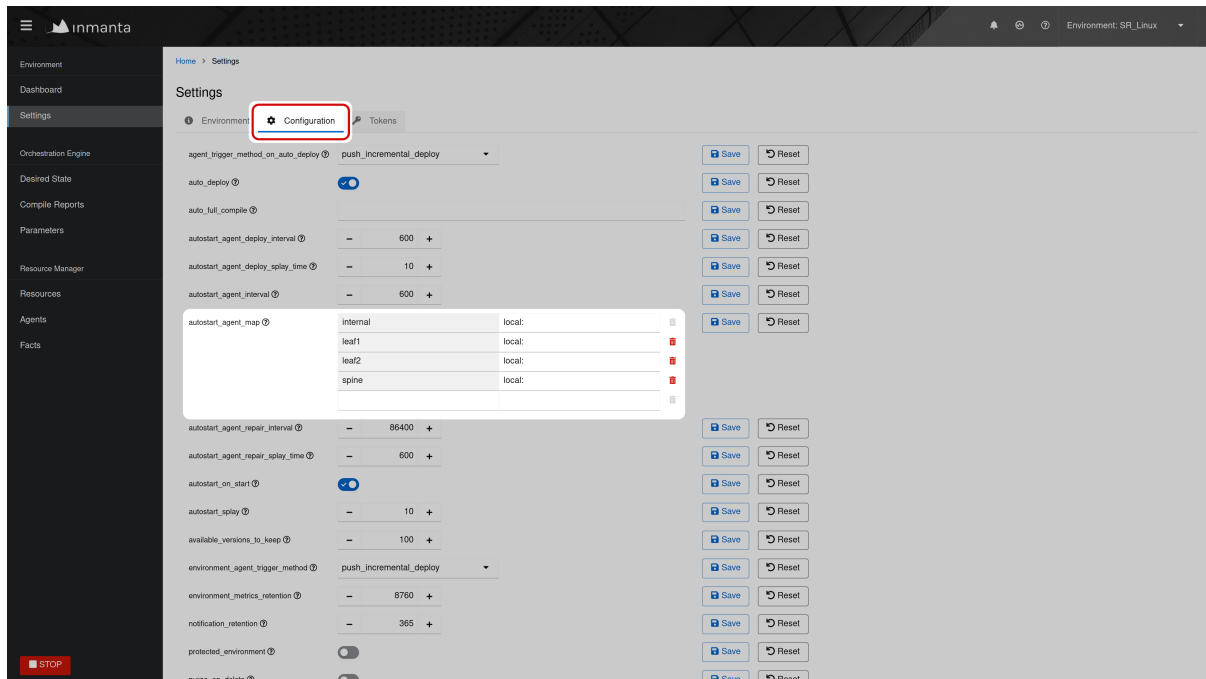 inmanta
Environment: SR_Linux
Environment
Dashboard
Settings
Orchestration Engine
Desired State
Compile Reports
Parameters
Resource Manager
Resources
Agents
Facts
STOP
Home > Settings
Settings
Environment
Configuration
Tokens
agent_trigger_method_on_auto_deploy push_incremental_deploy Save Reset
auto_deploy Save Reset
auto_full_compile Save Reset
autostart_agent_deploy_interval − 600 + Save Reset
autostart_agent_deploy_splay_time − 10 + Save Reset
autostart_agent_interval − 600 + Save Reset
autostart_agent_map internal local: Save Reset
leaf1 local:
leaf2 local:
spine local:
autostart_agent_repair_interval − 86400 + Save Reset
autostart_agent_repair_splay_time − 600 + Save Reset
autostart_on_start Save Reset
autostart_splay − 10 + Save Reset
available_versions_to_keep − 100 + Save Reset
environment_agent_trigger_method push_incremental_deploy Save Reset
environment_metrics_retention − 8760 + Save Reset
notification_retention − 365 + Save Reset
protected_environment Save Reset
purge_on_delete Save Reset